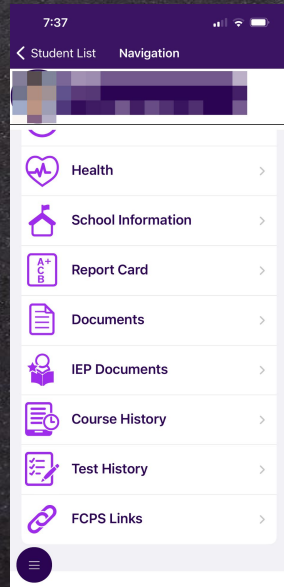 7:37
Student List Navigation
Health
School Information
A+
C
B
Report Card
Documents
IEP Documents
Course History
Test History
FCPS Links